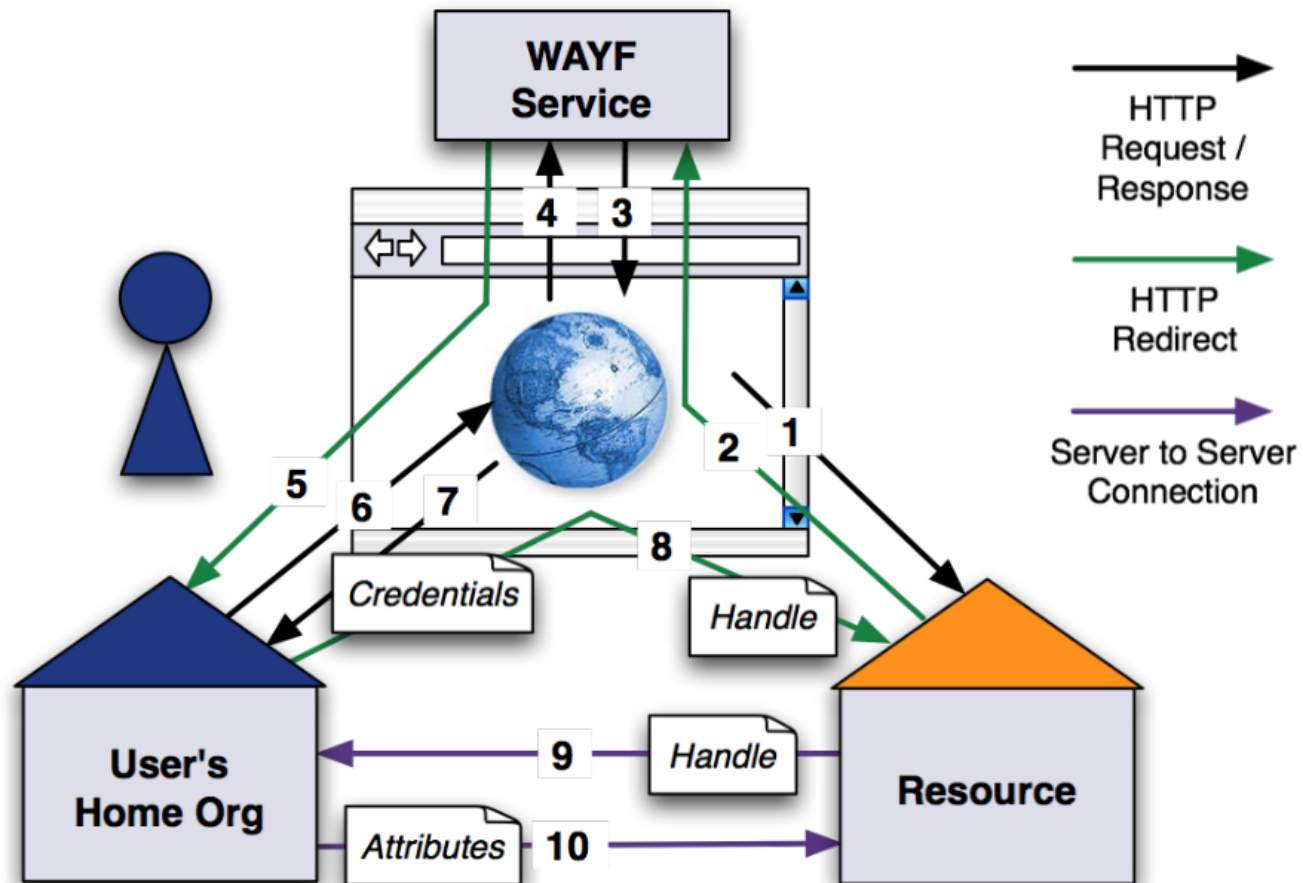 WAYF
Service
HTTP
Request /
Response
4
3
HTTP
Redirect
1
2
Server to Server
Connection
5
6
7
8
Credentials
Handle
User's
Home Org
9
Handle
Resource
Attributes
10